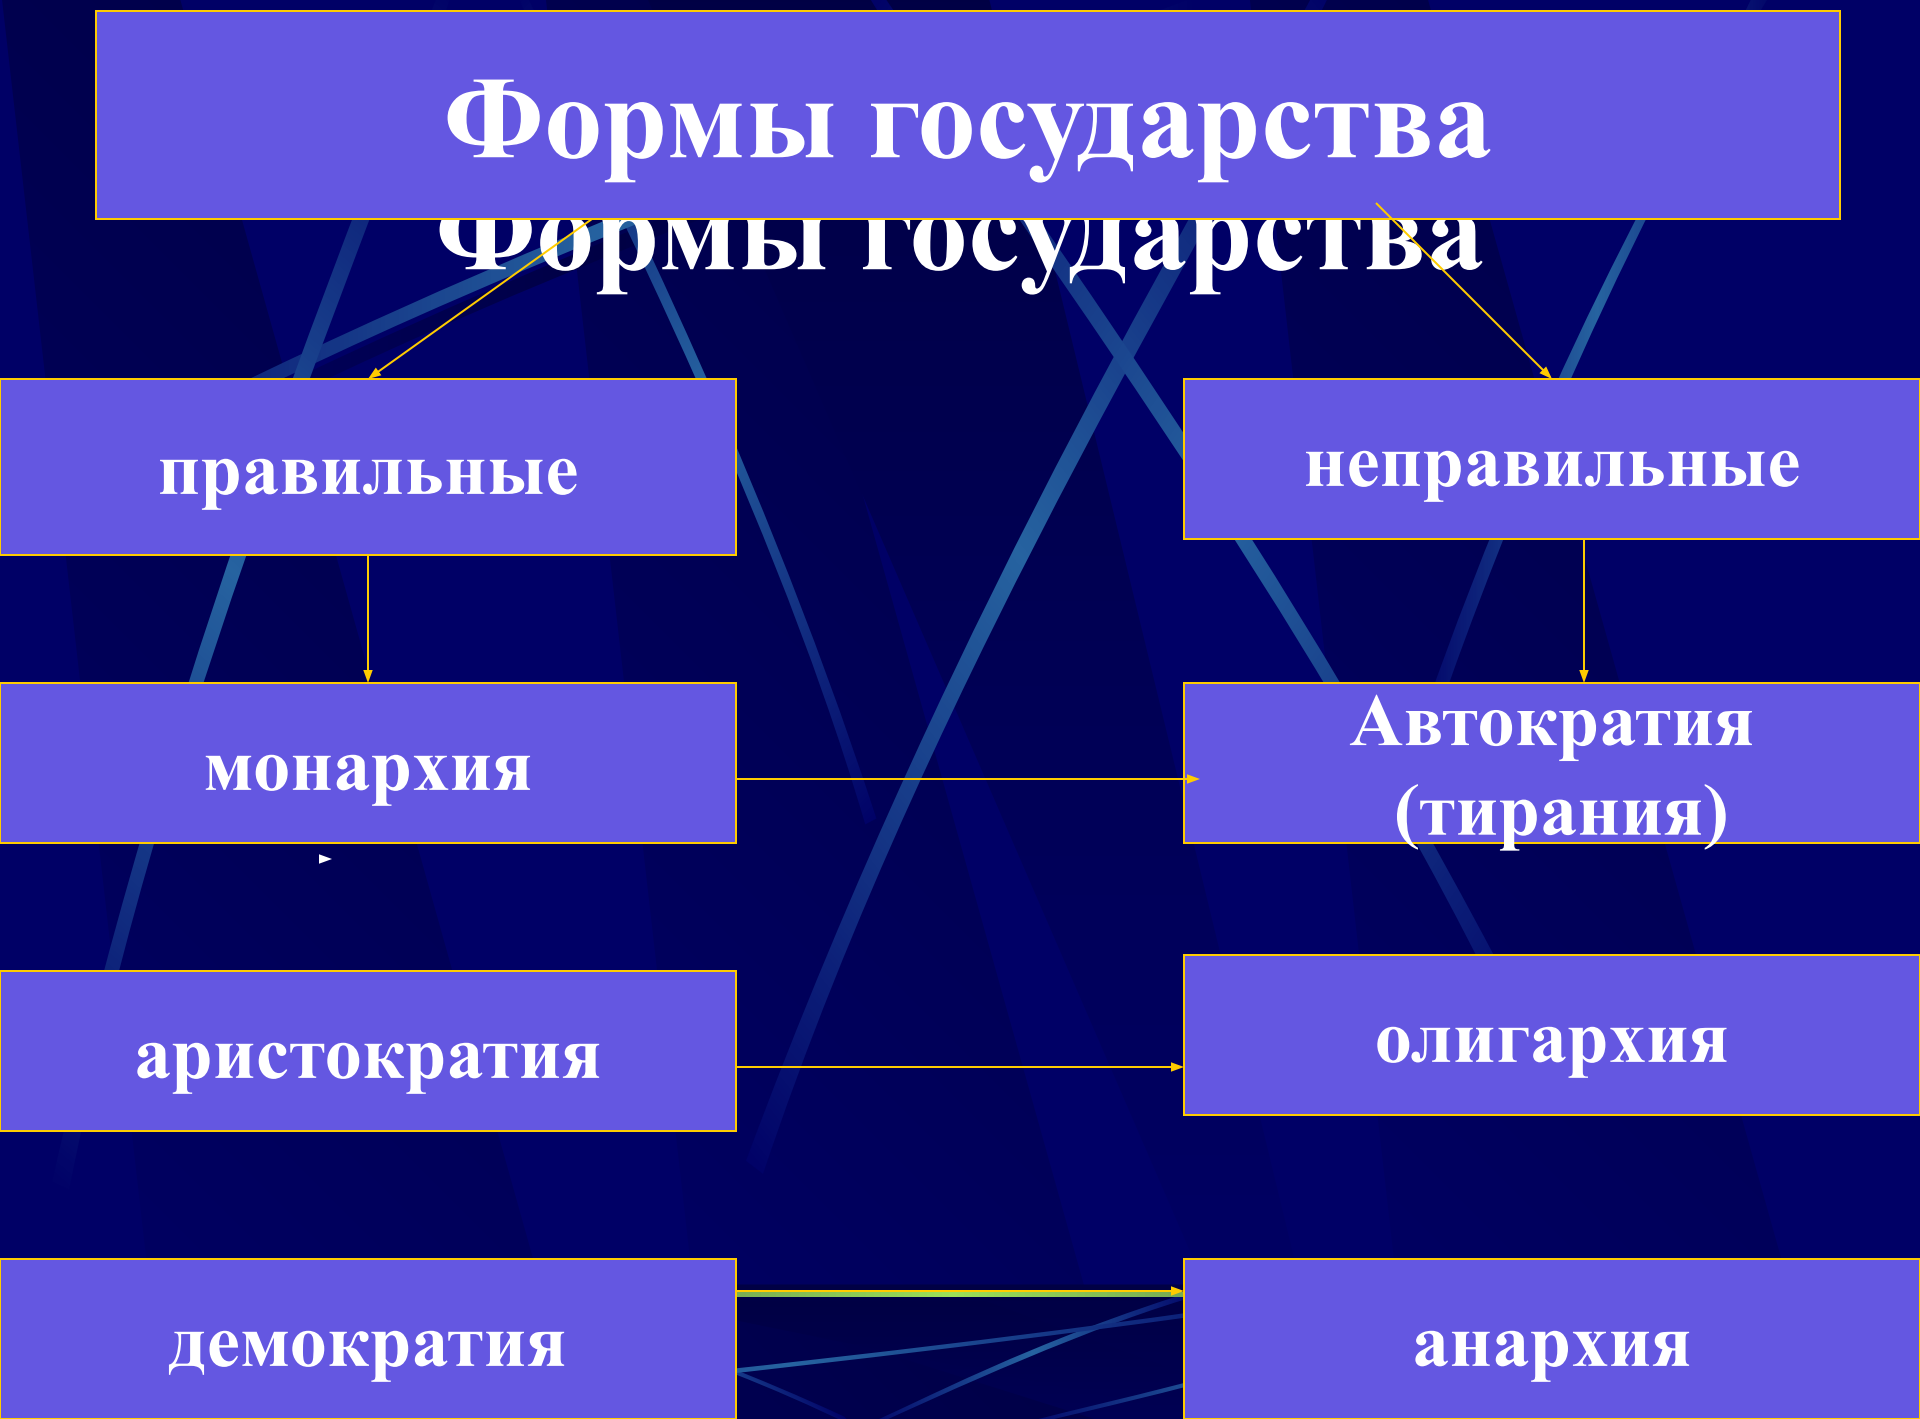 Формы государства
Формы государства
правильные
неправильные
монархия
Автократия
(тирания)
аристократия
олигархия
демократия
анархия